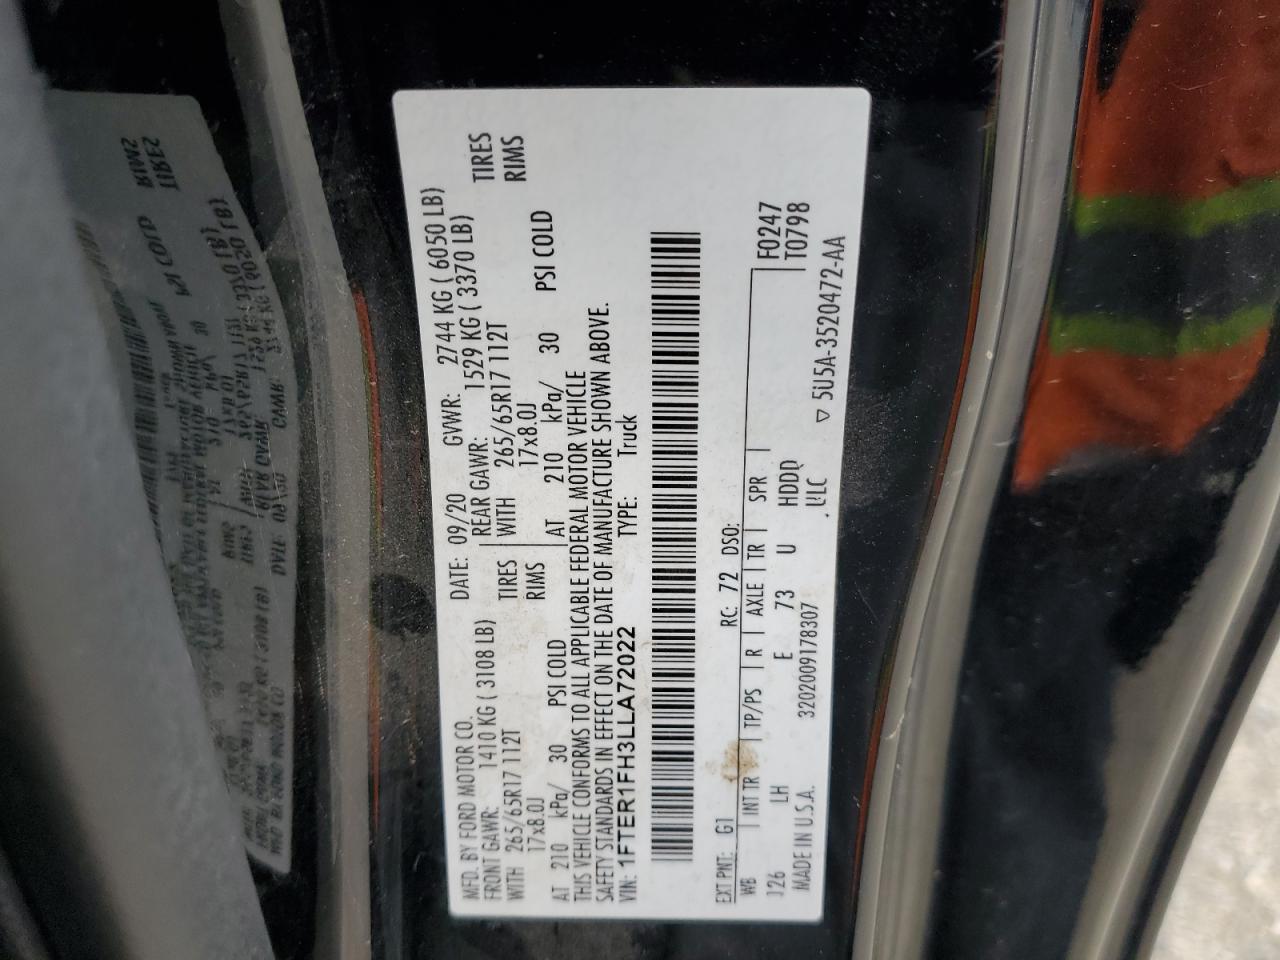 MFD. BY FORD MOTOR CO.
DATE: 09/20 GVWR: 2744 KG ( 6050 LB)
FRONT GAWR: 1410 KG ( 3108 LB)
REAR GAWR: 1529 KG ( 3370 LB)
WITH 265/65R17 112T TIRES
WITH 265/65R17 112T TIRES
17x8.0J RIMS
17x8.0J RIMS
AT 210 kPa/ 30 PSI COLD
AT 210 kPa/ 30 PSI COLD
THIS VEHICLE CONFORMS TO ALL APPLICABLE FEDERAL MOTOR VEHICLE
SAFETY STANDARDS IN EFFECT ON THE DATE OF MANUFACTURE SHOWN ABOVE.
VIN: 1FTER1FH3LLA72022 TYPE: Truck
EXT PNT: G1 RC: 72 DSO: F0247
WB INT TR TP/PS R AXLE TR SPR T0798
126 LH E 73 U HDDD
MADE IN U.S.A. 3202009178307
▽ 5U5A-3520472-AA